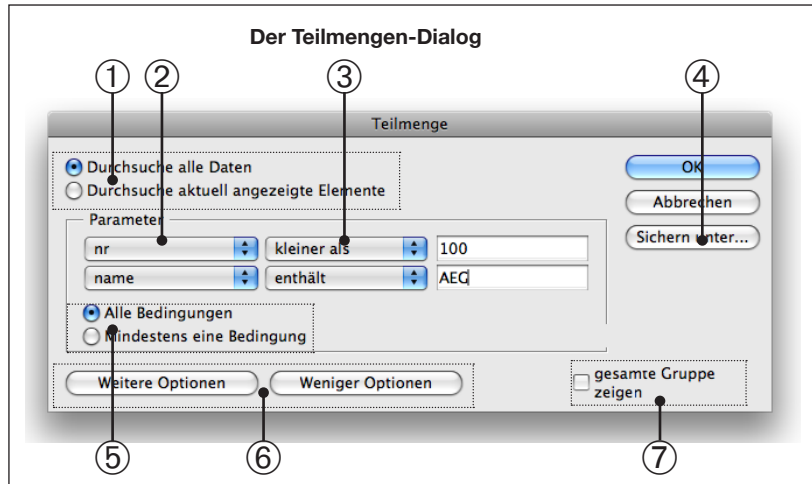 Der Teilmengen-Dialog
① ② ③ ④
Teilmenge
Durchsuche alle Daten
Durchsuche aktuell angezeigte Elemente
OK
Abbrechen
Sichern unter...
Parameter
nr kleiner als 100
name enthält AEG
Alle Bedingungen
Mindestens eine Bedingung
Weitere Optionen Weniger Optionen
gesamte Gruppe
zeigen
⑤ ⑥ ⑦